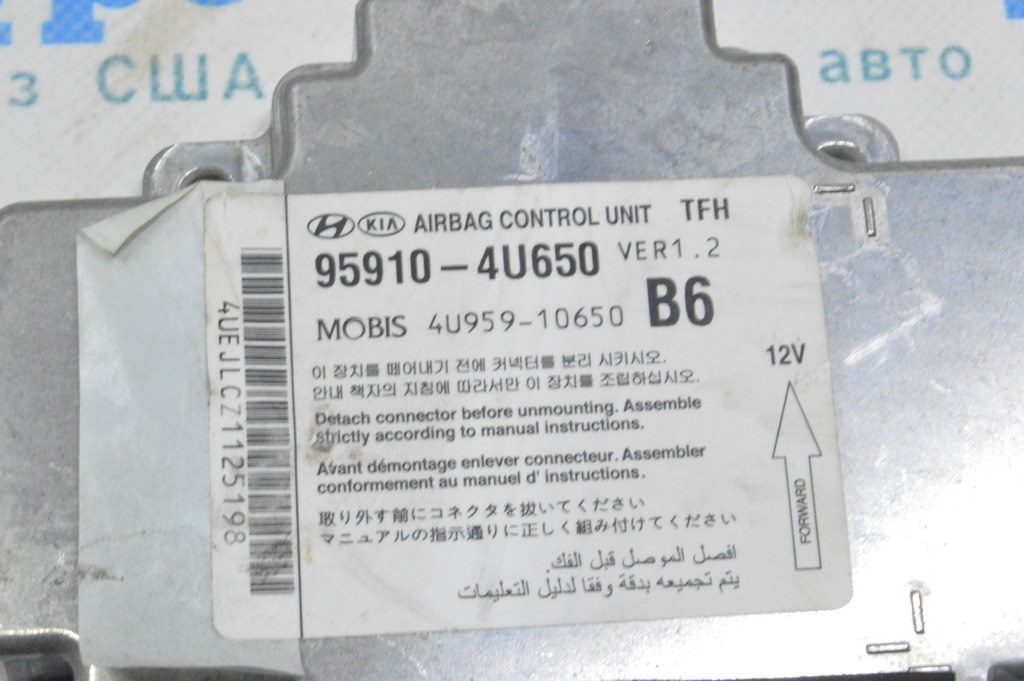 из США
авто
KIA AIRBAG CONTROL UNIT TFH
95910-4U650 VER1.2
MOBIS 4U959-10650 B6
4UEJLCZ1125198
이 장치를 떼어내기 전에 커넥터를 분리 시키시오.
안내 책자의 지침에 따라서만 이 장치를 조립하십시오.
12V
Detach connector before unmounting. Assemble
strictly according to manual instructions.
Avant démontage enlever connecteur. Assembler
conformement au manuel d' instructions.
FORWARD
取り外す前にコネクタを抜いてください
マニュアルの指示通りに正しく組み付けてください
افصل الموصل قبل الفك.
يتم تجميعه بدقة وفقا لدليل التعليمات